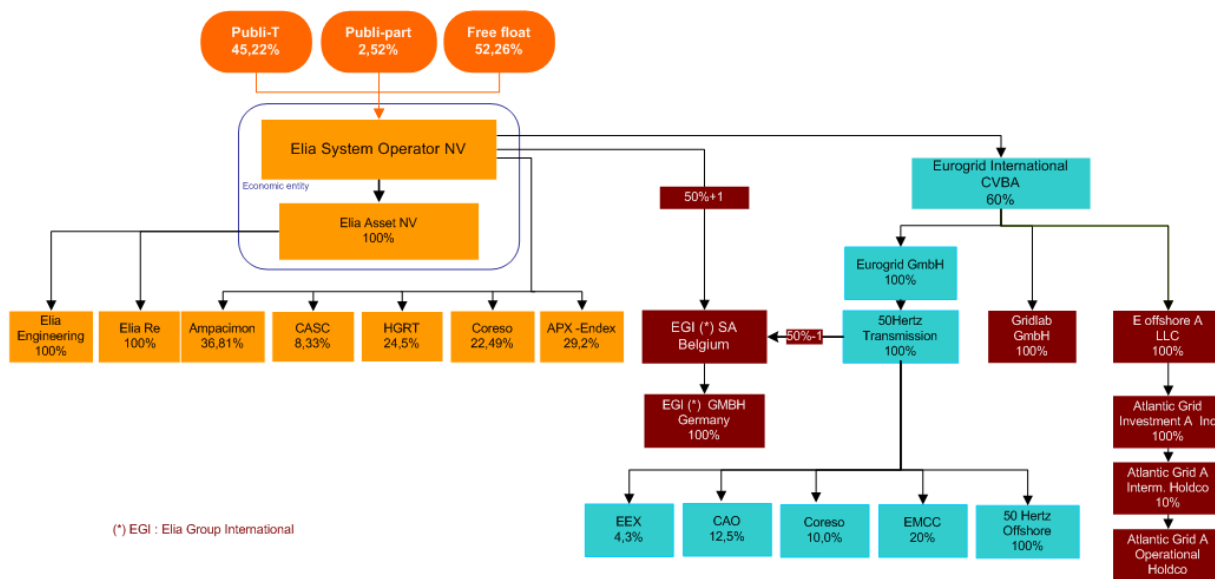 Publi-T
45,22%
Publi-part
2,52%
Free float
52,26%
Elia System Operator NV
Economic entity
Elia Asset NV
100%
Eurogrid International
CVBA
60%
50%+1
Eurogrid GmbH
100%
Elia
Engineering
100%
Elia Re
100%
Ampacimon
36,81%
CASC
8,33%
HGRT
24,5%
Coreso
22,49%
APX -Endex
29,2%
EGI (*) SA
Belgium
50%-1
50Hertz
Transmission
100%
Gridlab
GmbH
100%
E offshore A
LLC
100%
EGI (*) GMBH
Germany
100%
Atlantic Grid
Investment A Inc
100%
Atlantic Grid A
Interm. Holdco
10%
Atlantic Grid A
Operational
Holdco
EEX
4,3%
CAO
12,5%
Coreso
10,0%
EMCC
20%
50 Hertz
Offshore
100%
(*) EGI : Elia Group International